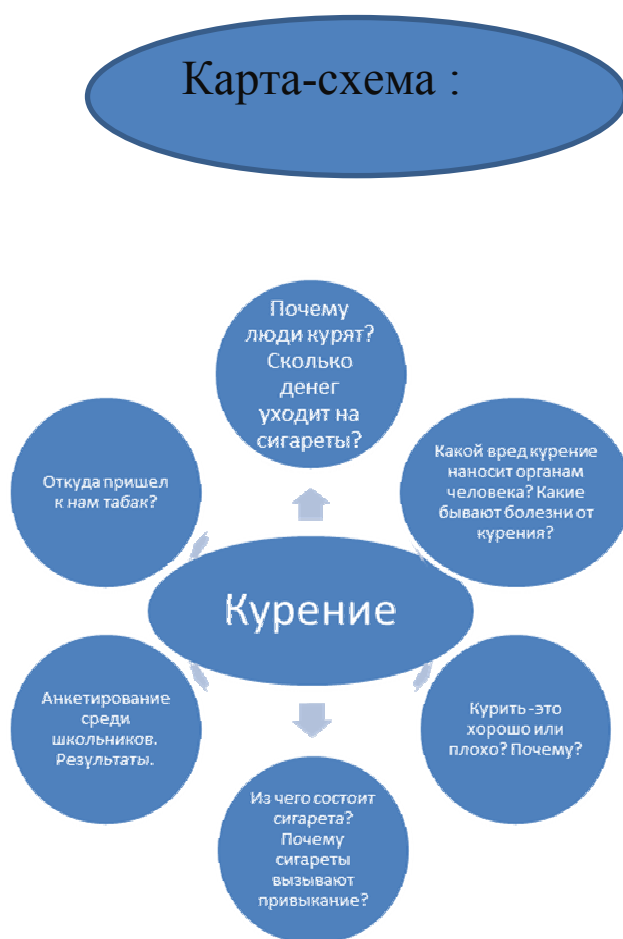 Карта-схема :
Почему
люди курят?
Сколько
денег
уходит на
сигареты?
Откуда пришел
к нам табак?
Какой вред курение
наносит органам
человека? Какие
бывают болезни от
курения?
Курение
Анкетирование
среди
школьников.
Результаты.
Курить -это
хорошо или
плохо? Почему?
Из чего состоит
сигарета?
Почему
сигареты
вызывают
привыкание?